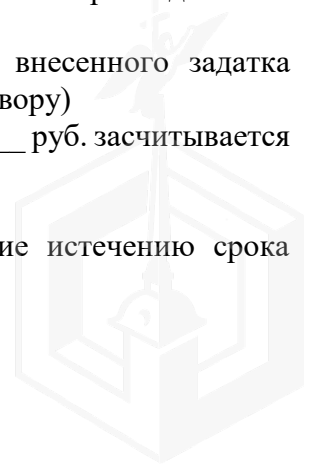 внесенного задатка
вору)
__ руб. засчитывается
ие истечению срока